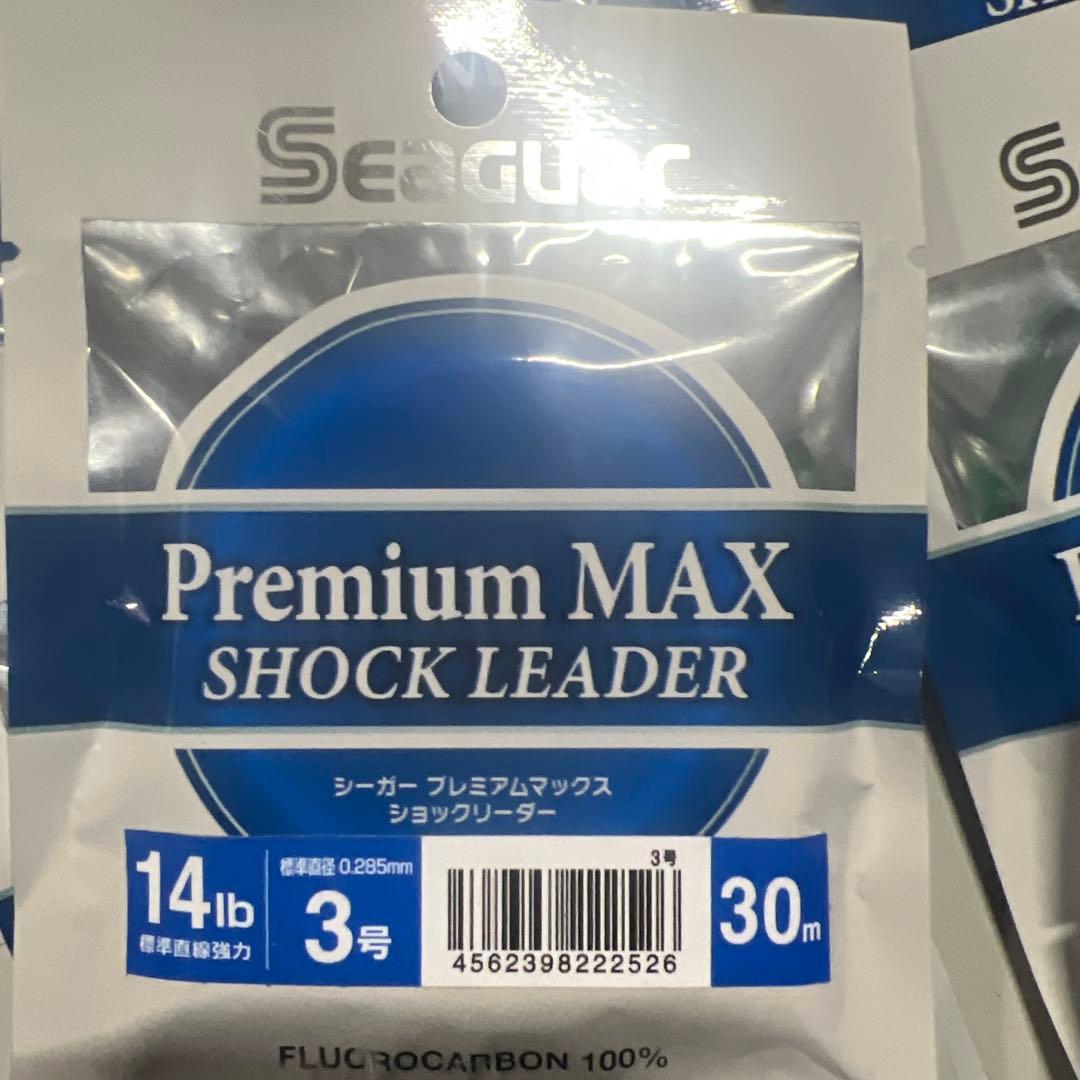 Seaguar
Premium MAX
SHOCK LEADER
シーガー プレミアムマックス
ショックリーダー
14lb
標準直線強力
標準直径 0.285mm
3号
3号
4562398222526
30m
FLUOROCARBON 100%
S